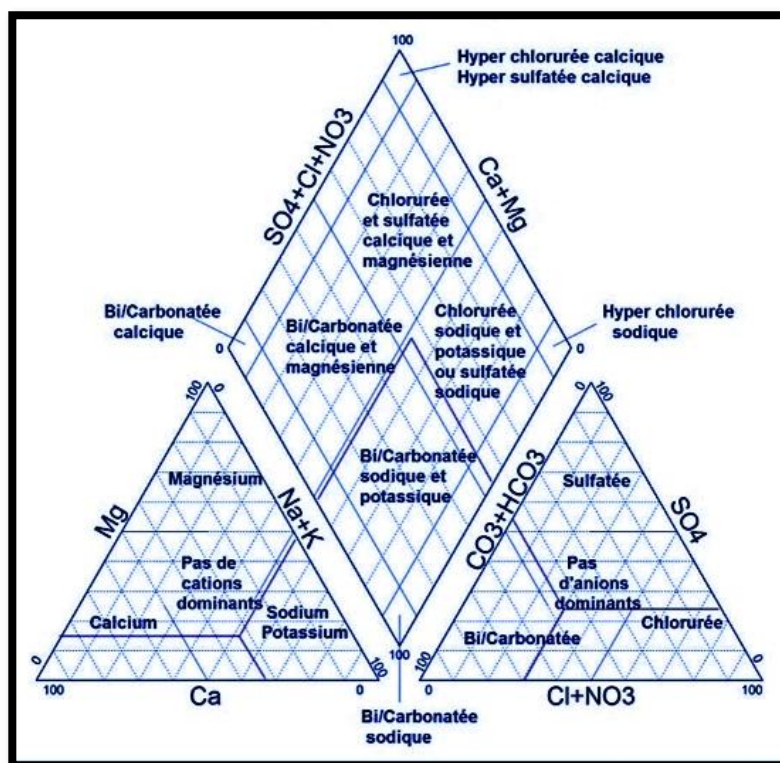 100
Hyper chlorurée calcique
Hyper sulfatée calcique
SO4+Cl+NO3
Ca+Mg
Chlorurée
et sulfatée
calcique et
magnésienne
Bi/Carbonatée
calcique
Bi/Carbonatée
calcique et
magnésienne
Chlorurée
sodique et
potassique
ou sulfatée
sodique
Hyper chlorurée
sodique
0
0
Bi/Carbonatée
sodique et
potassique
100
0
100
0
Mg
Na+K
CO3+HCO3
SO4
Magnésium
Sulfatée
Pas de
cations
dominants
Pas
d'anions
dominants
Calcium
Sodium
Potassium
Bi/Carbonatée
Chlorurée
0
100
100
0
100
0
Ca
100
0
0
100
Cl+NO3
Bi/Carbonatée
sodique